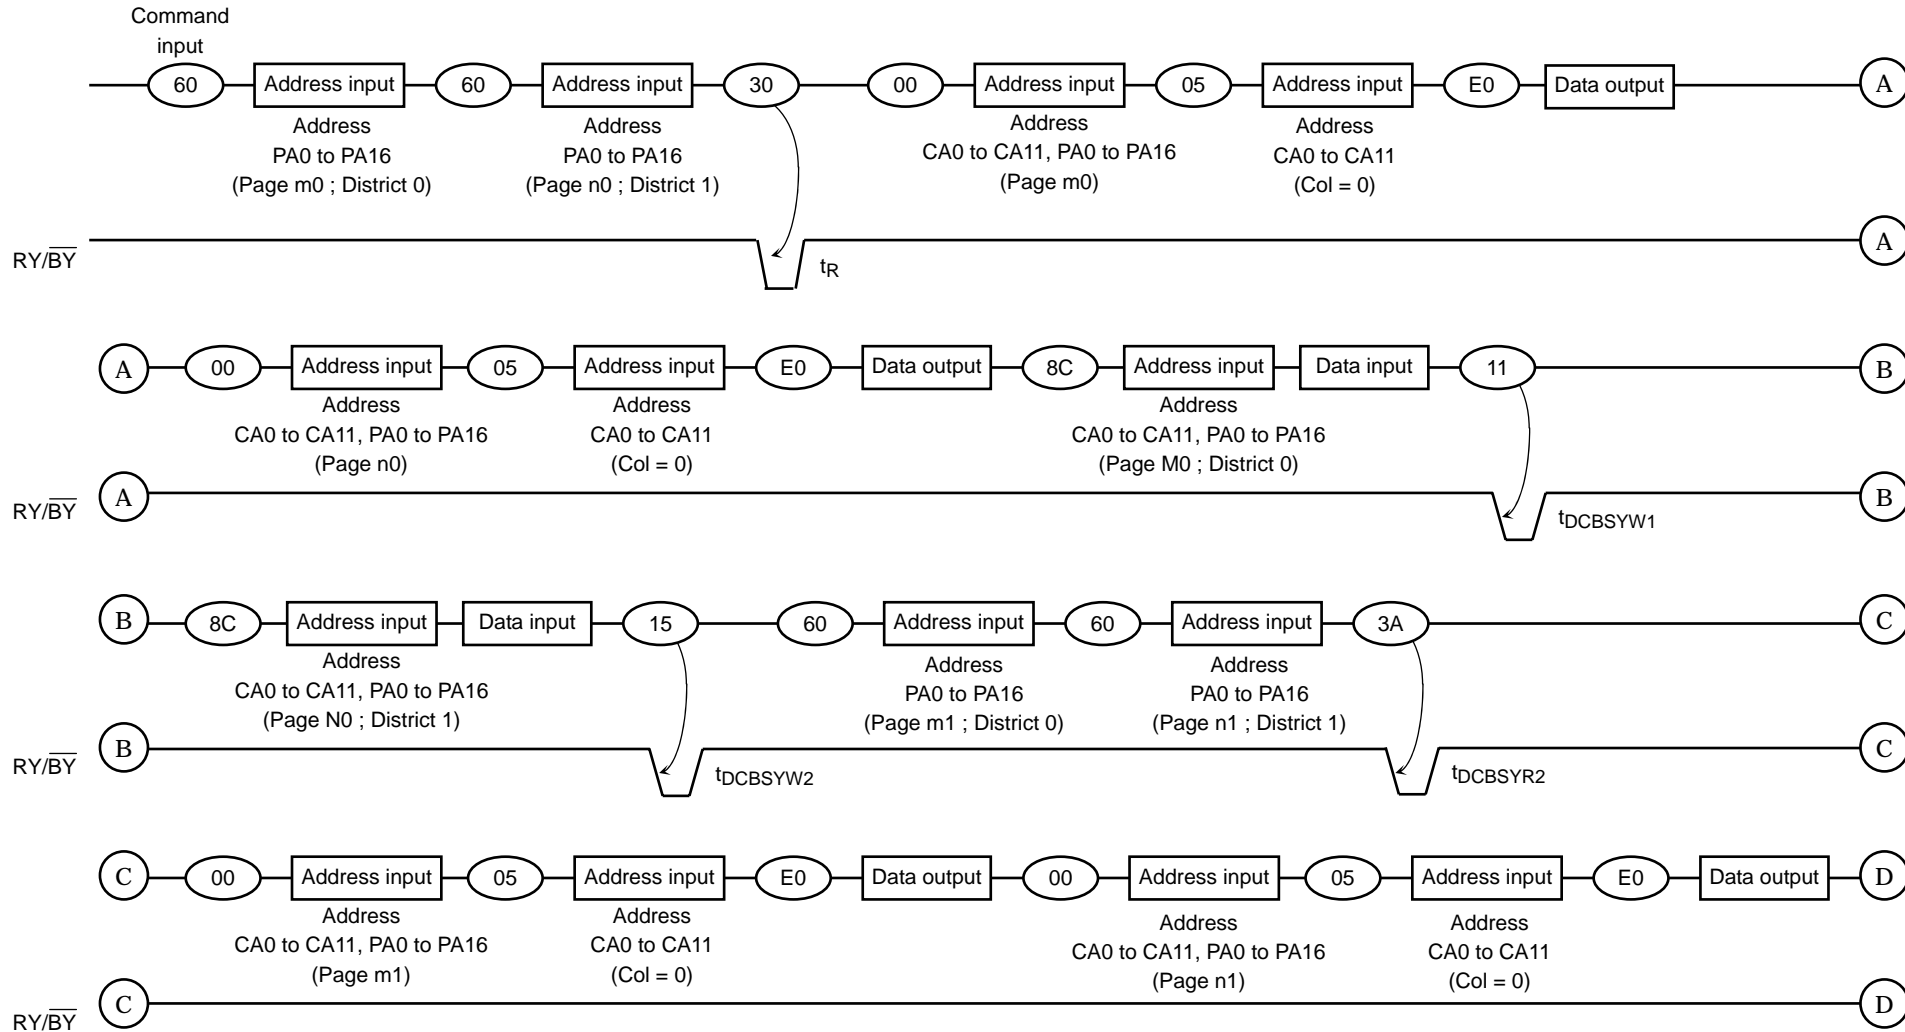 Command
input
60 Address input 60 Address input 30 00 Address input 05 Address input E0 Data output A
Address
PA0 to PA16
(Page m0 ; District 0)
Address
PA0 to PA16
(Page n0 ; District 1)
Address
CA0 to CA11, PA0 to PA16
(Page m0)
Address
CA0 to CA11
(Col = 0)
RY/B̅Y̅ tR A
A 00 Address input 05 Address input E0 Data output 8C Address input Data input 11 B
Address
CA0 to CA11, PA0 to PA16
(Page n0)
Address
CA0 to CA11
(Col = 0)
Address
CA0 to CA11, PA0 to PA16
(Page M0 ; District 0)
RY/B̅Y̅ A tDCBSYW1 B
B 8C Address input Data input 15 60 Address input 60 Address input 3A C
Address
CA0 to CA11, PA0 to PA16
(Page N0 ; District 1)
Address
PA0 to PA16
(Page m1 ; District 0)
Address
PA0 to PA16
(Page n1 ; District 1)
RY/B̅Y̅ B tDCBSYW2 tDCBSYR2 C
C 00 Address input 05 Address input E0 Data output 00 Address input 05 Address input E0 Data output D
Address
CA0 to CA11, PA0 to PA16
(Page m1)
Address
CA0 to CA11
(Col = 0)
Address
CA0 to CA11, PA0 to PA16
(Page n1)
Address
CA0 to CA11
(Col = 0)
RY/B̅Y̅ C D